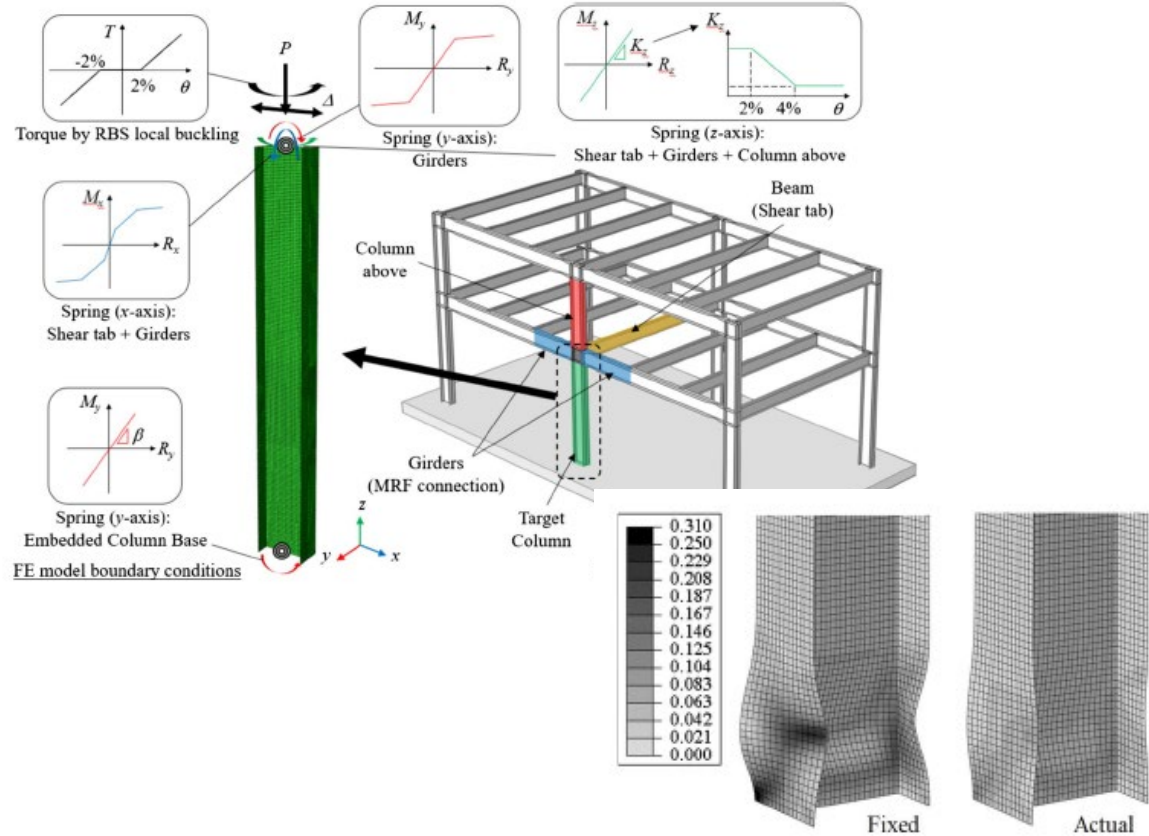 T
-2%
2%
θ
Torque by RBS local buckling
P
Δ
M_y
R_y
Spring (y-axis):
Girders
M_z
K_z
R_z
K_z
2%
4%
θ
Spring (z-axis):
Shear tab + Girders + Column above
M_x
R_x
Spring (x-axis):
Shear tab + Girders
Beam
(Shear tab)
Column
above
M_y
β
R_y
Spring (y-axis):
Embedded Column Base
FE model boundary conditions
z
y
x
Girders
(MRF connection)
Target
Column
0.310
0.250
0.229
0.208
0.187
0.167
0.146
0.125
0.104
0.083
0.063
0.042
0.021
0.000
Fixed
Actual